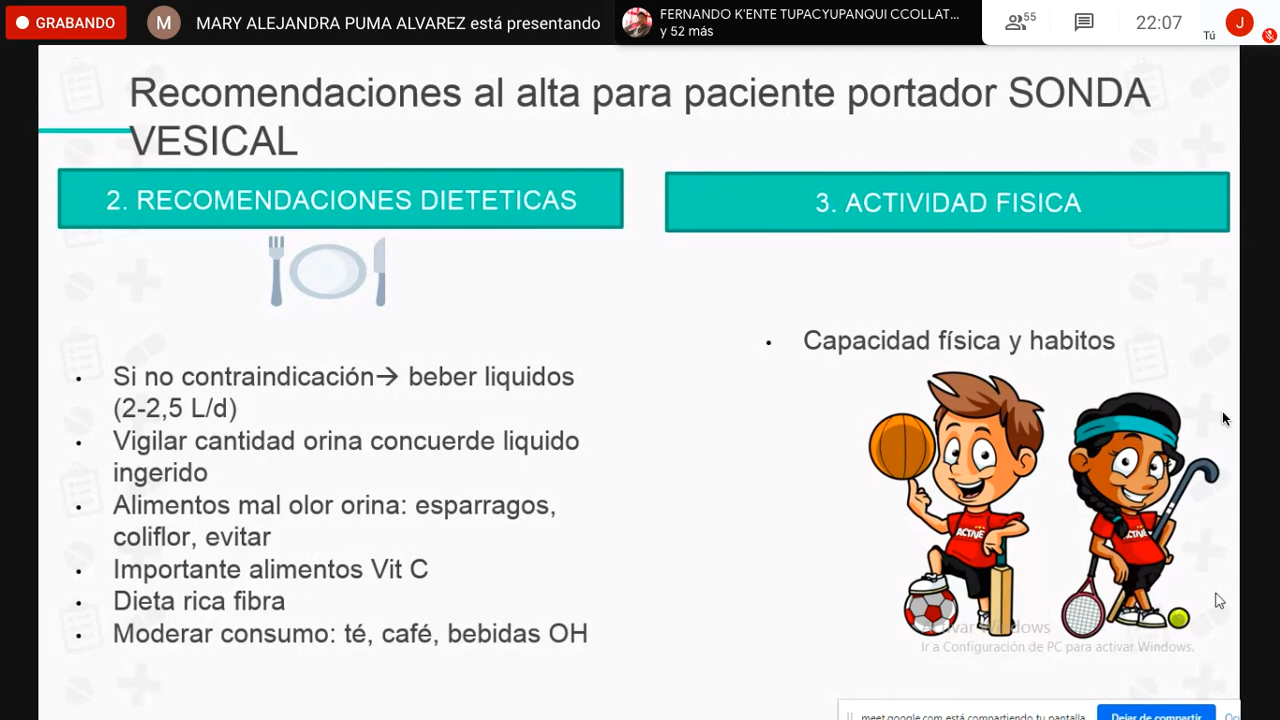 GRABANDO
M
MARY ALEJANDRA PUMA ALVAREZ está presentando
FERNANDO K'ENTE TUPACYUPANQUI CCOLLAT...
y 52 más
55
22:07
Tú
J
Recomendaciones al alta para paciente portador SONDA
VESICAL
2. RECOMENDACIONES DIETETICAS
• Si no contraindicación→ beber liquidos
(2-2,5 L/d)
• Vigilar cantidad orina concuerde liquido
ingerido
• Alimentos mal olor orina: esparragos,
coliflor, evitar
• Importante alimentos Vit C
• Dieta rica fibra
• Moderar consumo: té, café, bebidas OH
3. ACTIVIDAD FISICA
• Capacidad física y habitos
ACTIVE
ACTIVE
Activar Windows
Ir a Configuración de PC para activar Windows.
meet.google.com está compartiendo tu pantalla.
Dejar de compartir